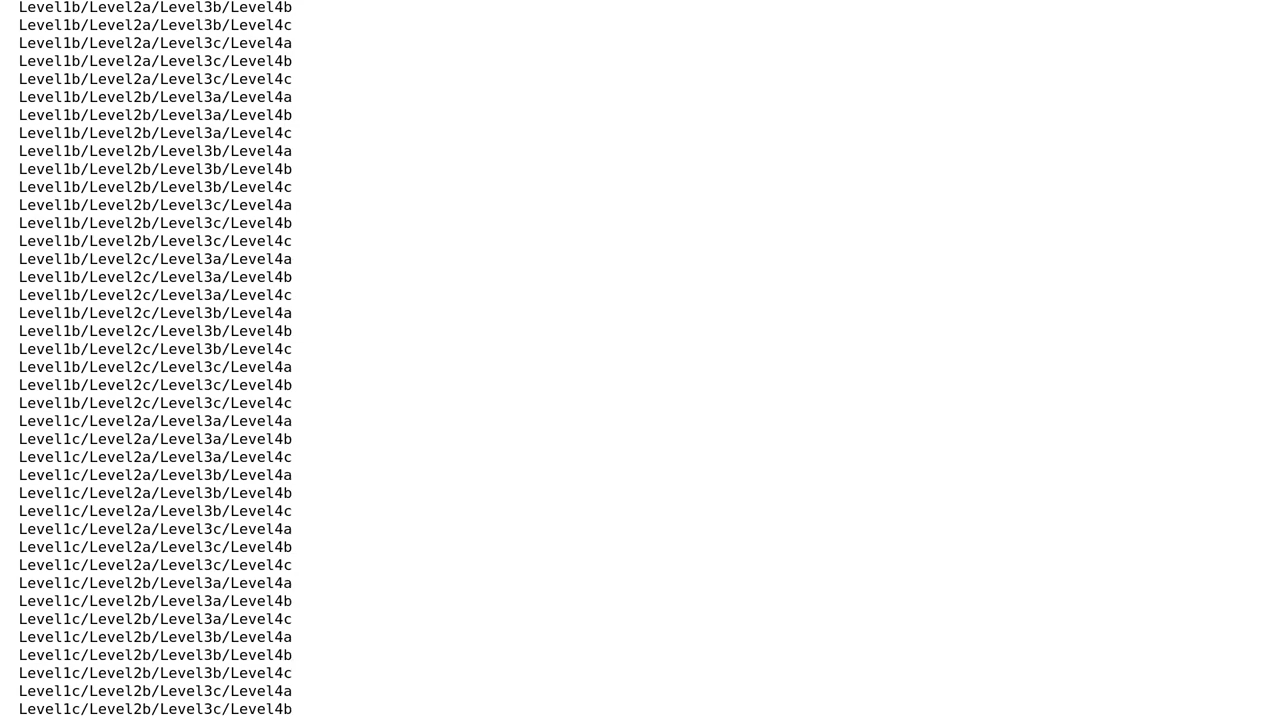 Level1b/Level2a/Level3b/Level4b
Level1b/Level2a/Level3b/Level4c
Level1b/Level2a/Level3c/Level4a
Level1b/Level2a/Level3c/Level4b
Level1b/Level2a/Level3c/Level4c
Level1b/Level2b/Level3a/Level4a
Level1b/Level2b/Level3a/Level4b
Level1b/Level2b/Level3a/Level4c
Level1b/Level2b/Level3b/Level4a
Level1b/Level2b/Level3b/Level4b
Level1b/Level2b/Level3b/Level4c
Level1b/Level2b/Level3c/Level4a
Level1b/Level2b/Level3c/Level4b
Level1b/Level2b/Level3c/Level4c
Level1b/Level2c/Level3a/Level4a
Level1b/Level2c/Level3a/Level4b
Level1b/Level2c/Level3a/Level4c
Level1b/Level2c/Level3b/Level4a
Level1b/Level2c/Level3b/Level4b
Level1b/Level2c/Level3b/Level4c
Level1b/Level2c/Level3c/Level4a
Level1b/Level2c/Level3c/Level4b
Level1b/Level2c/Level3c/Level4c
Level1c/Level2a/Level3a/Level4a
Level1c/Level2a/Level3a/Level4b
Level1c/Level2a/Level3a/Level4c
Level1c/Level2a/Level3b/Level4a
Level1c/Level2a/Level3b/Level4b
Level1c/Level2a/Level3b/Level4c
Level1c/Level2a/Level3c/Level4a
Level1c/Level2a/Level3c/Level4b
Level1c/Level2a/Level3c/Level4c
Level1c/Level2b/Level3a/Level4a
Level1c/Level2b/Level3a/Level4b
Level1c/Level2b/Level3a/Level4c
Level1c/Level2b/Level3b/Level4a
Level1c/Level2b/Level3b/Level4b
Level1c/Level2b/Level3b/Level4c
Level1c/Level2b/Level3c/Level4a
Level1c/Level2b/Level3c/Level4b